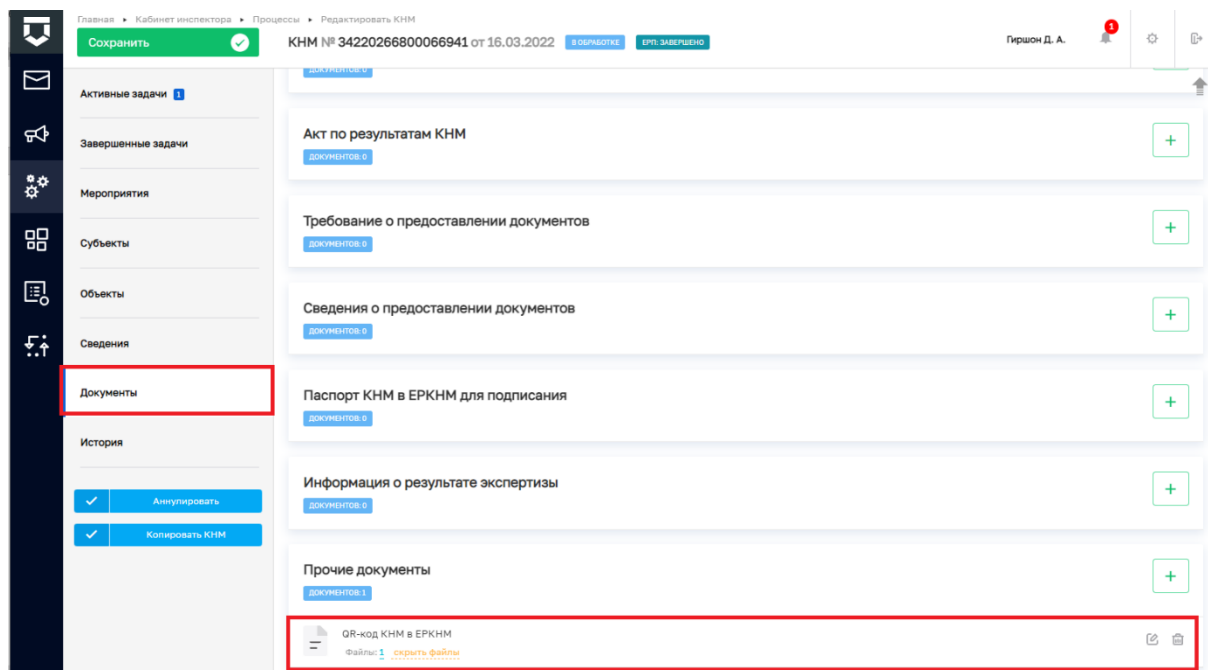 Главная ▸ Кабинет инспектора ▸ Процессы ▸ Редактировать КНМ
Сохранить
КНМ № 34220266800066941 от 16.03.2022 В ОБРАБОТКЕ ЕРП: ЗАВЕРШЕНО
Гиршон Д. А.
1
Активные задачи 1
Завершенные задачи
Мероприятия
Субъекты
Объекты
Сведения
Документы
История
Аннулировать
Копировать КНМ
ДОКУМЕНТОВ: 0
Акт по результатам КНМ
ДОКУМЕНТОВ: 0
Требование о предоставлении документов
ДОКУМЕНТОВ: 0
Сведения о предоставлении документов
ДОКУМЕНТОВ: 0
Паспорт КНМ в ЕРКНМ для подписания
ДОКУМЕНТОВ: 0
Информация о результате экспертизы
ДОКУМЕНТОВ: 0
Прочие документы
ДОКУМЕНТОВ: 1
QR-код КНМ в ЕРКНМ
Файлы: 1 скрыть файлы